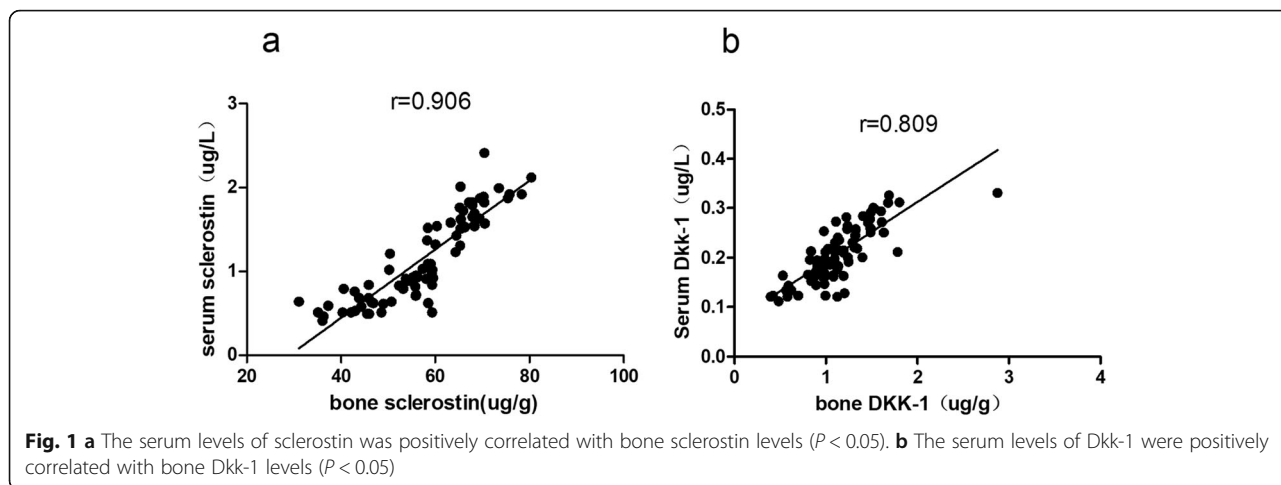 a
r=0.906
3
2
1
0
serum sclerostin（ug/L）
20
40
60
80
100
bone sclerostin(ug/g)
b
r=0.809
0.5
0.4
0.3
0.2
0.1
0.0
Serum Dkk-1（ug/L）
0
1
2
3
4
bone DKK-1（ug/g）
Fig. 1 a The serum levels of sclerostin was positively correlated with bone sclerostin levels (P < 0.05). b The serum levels of Dkk-1 were positively
correlated with bone Dkk-1 levels (P < 0.05)